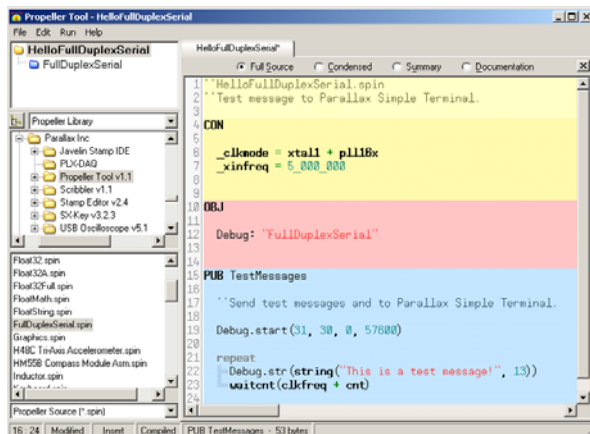 Propeller Tool - HelloFullDuplexSerial
File Edit Run Help
HelloFullDuplexSerial
FullDuplexSerial
Propeller Library
Parallax Inc
Javelin Stamp IDE
PLX-DAQ
Propeller Tool v1.1
Scribbler v1.1
Stamp Editor v2.4
SX-Key v3.2.3
USB Oscilloscope v5.1
Float32.spin
Float32A.spin
Float32Full.spin
FloatMath.spin
FloatString.spin
FullDuplexSerial.spin
Graphics.spin
H48C Tri-Axis Accelerometer.spin
HM55B Compass Module Asm.spin
Inductor.spin
Keyboard.spin
Propeller Source (*.spin)
HelloFullDuplexSerial*
Full Source Condensed Summary Documentation
1 ''HelloFullDuplexSerial.spin
2 ''Test message to Parallax Simple Terminal.
3
4 CON
5
6 _clkmode = xtal1 + pll16x
7 _xinfreq = 5_000_000
8
9
10 OBJ
11
12 Debug: "FullDuplexSerial"
13
14
15 PUB TestMessages
16
17 ''Send test messages and to Parallax Simple Terminal.
18
19 Debug.start(31, 30, 0, 57600)
20
21 repeat
22 Debug.str(string("This is a test message!", 13))
23 waitcnt(clkfreq + cnt)
24
16 : 24 Modified Insert Compiled PUB TestMessages - 53 bytes